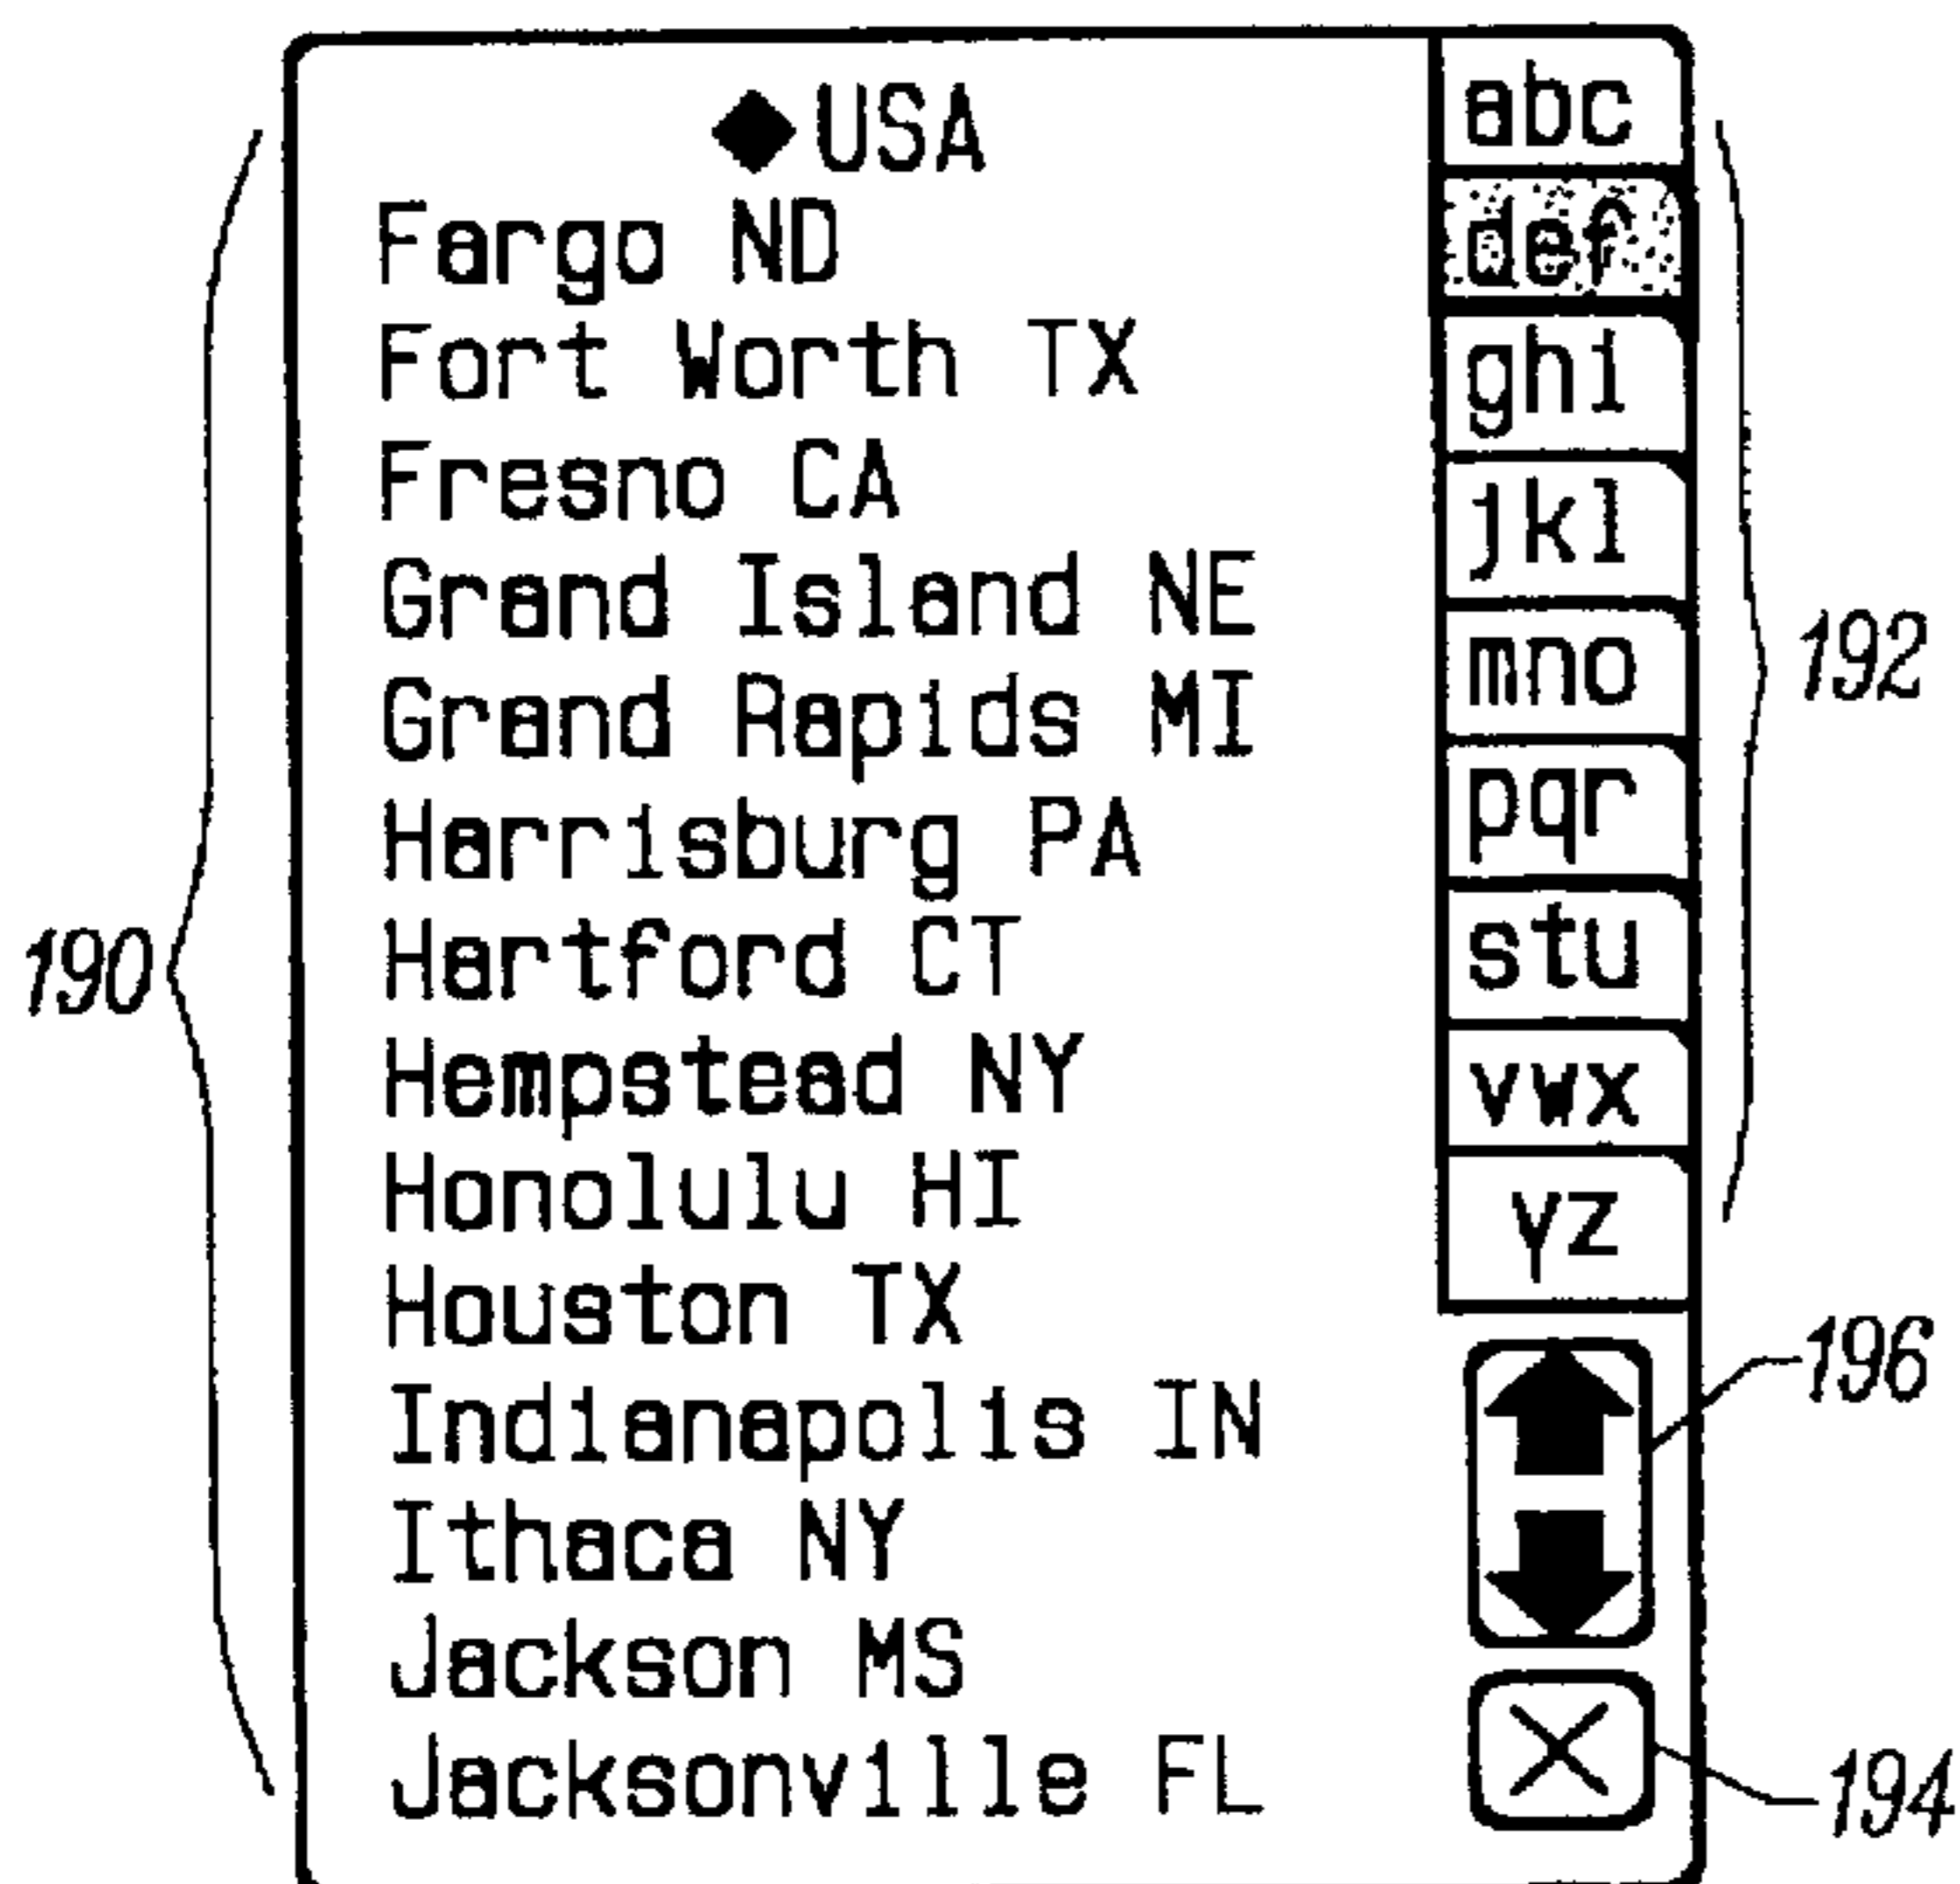 ◆USA
Fargo ND
Fort Worth TX
Fresno CA
Grand Island NE
Grand Rapids MI
Harrisburg PA
Hartford CT
Hempstead NY
Honolulu HI
Houston TX
Indianapolis IN
Ithaca NY
Jackson MS
Jacksonville FL
abc
def
ghi
jkl
mno
pqr
stu
vwx
yz
190
192
196
194